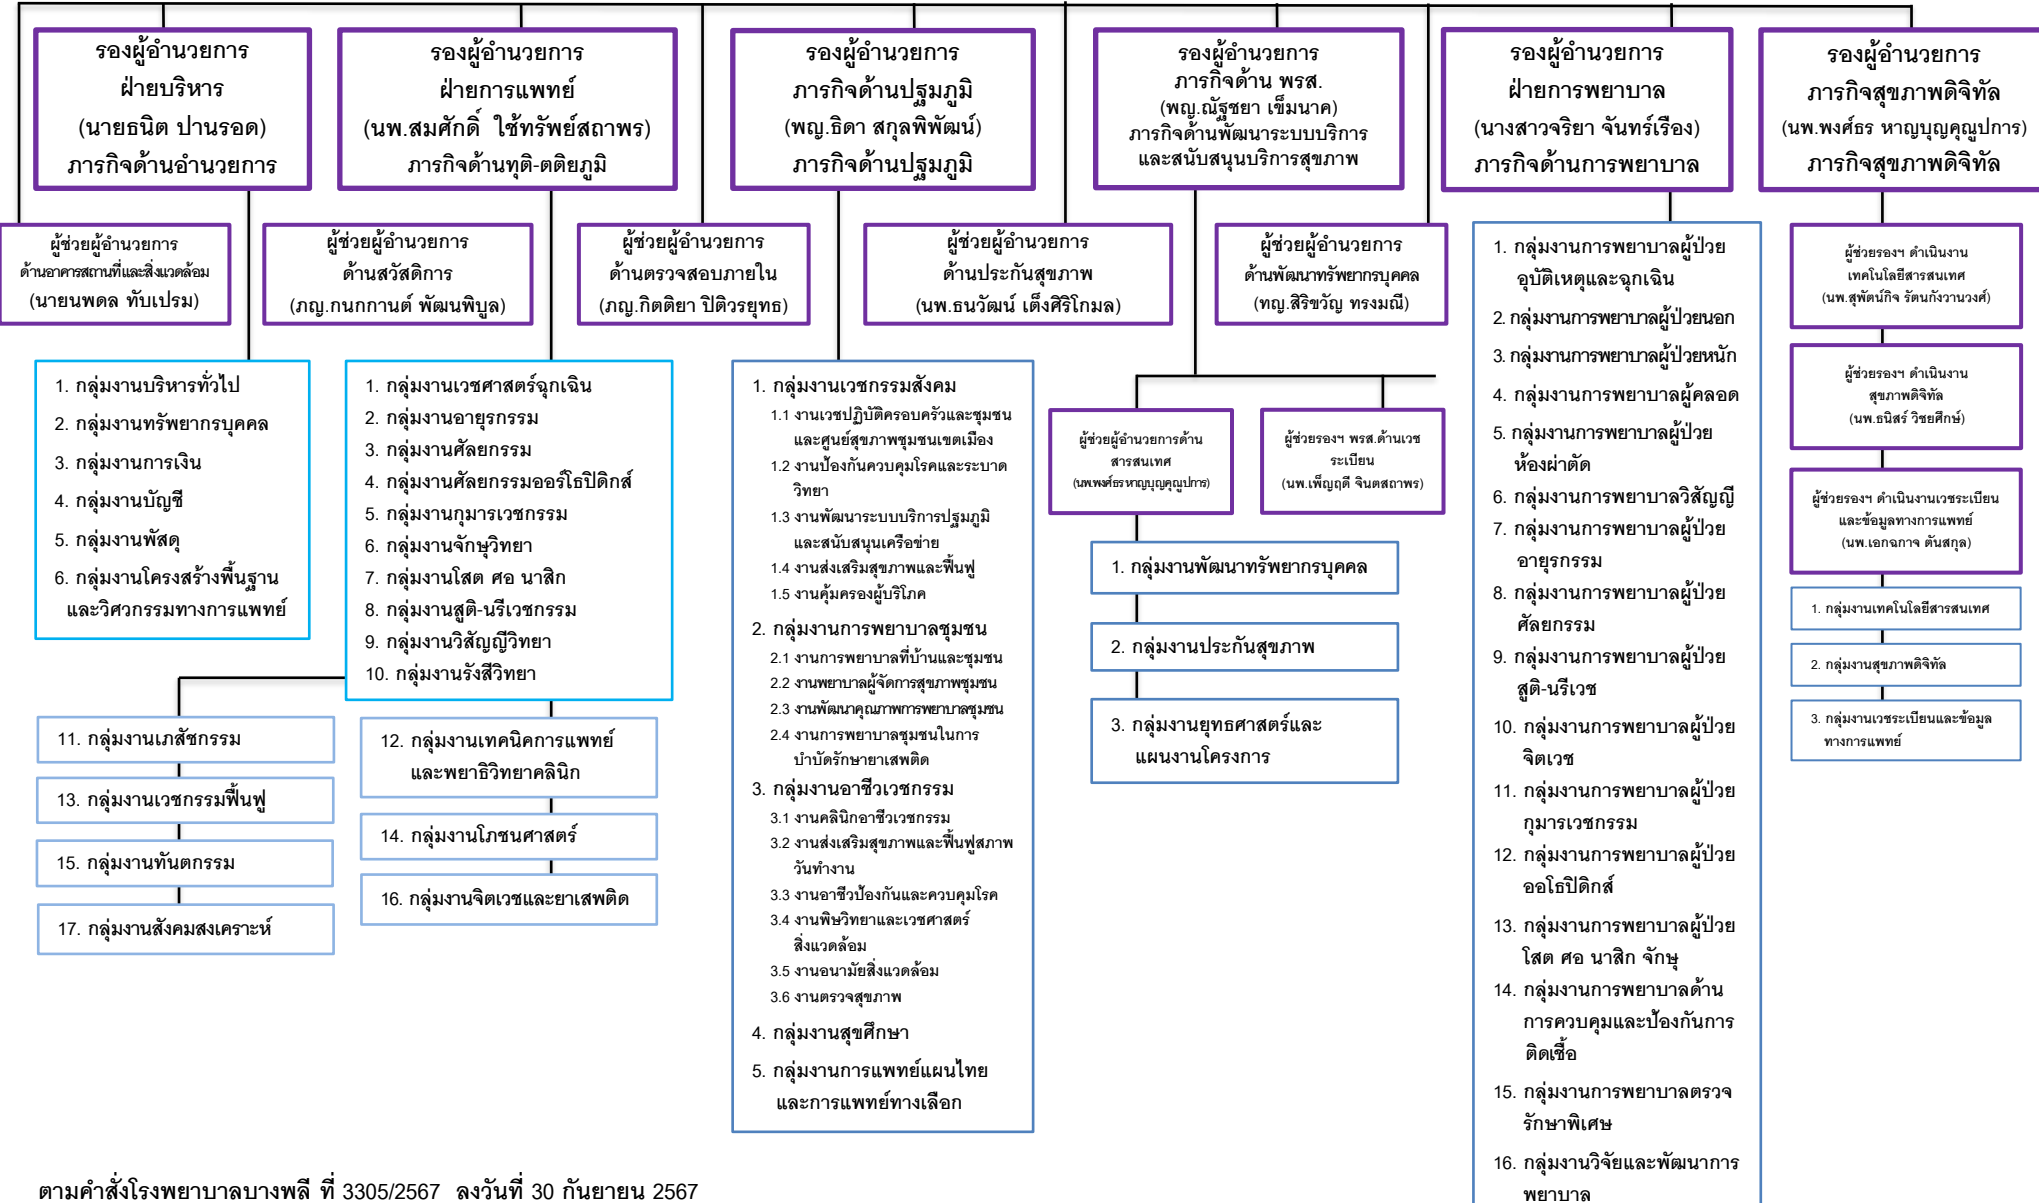 รองผู้อำนวยการ
ฝ่ายบริหาร
(นายธนิต ปานรอด)
ภารกิจด้านอำนวยการ
รองผู้อำนวยการ
ฝ่ายการแพทย์
(นพ.สมศักดิ์ ใช้ทรัพย์สถาพร)
ภารกิจด้านทุติ-ตติยภูมิ
รองผู้อำนวยการ
ภารกิจด้านปฐมภูมิ
(พญ.ธิดา สกุลพิพัฒน์)
ภารกิจด้านปฐมภูมิ
รองผู้อำนวยการ
ภารกิจด้าน พรส.
(พญ.ณัฐชยา เข็มนาค)
ภารกิจด้านพัฒนาระบบบริการ
และสนับสนุนบริการสุขภาพ
รองผู้อำนวยการ
ฝ่ายการพยาบาล
(นางสาวจริยา จันทร์เรือง)
ภารกิจด้านการพยาบาล
รองผู้อำนวยการ
ภารกิจสุขภาพดิจิทัล
(นพ.พงศ์ธร หาญบุญคุณูปการ)
ภารกิจสุขภาพดิจิทัล
ผู้ช่วยผู้อำนวยการ
ด้านอาคารสถานที่และสิ่งแวดล้อม
(นายนพดล ทับเปรม)
ผู้ช่วยผู้อำนวยการ
ด้านสวัสดิการ
(ภญ.กนกกานต์ พัฒนพิบูล)
ผู้ช่วยผู้อำนวยการ
ด้านตรวจสอบภายใน
(ภญ.กิตติยา ปิติวรยุทธ)
ผู้ช่วยผู้อำนวยการ
ด้านประกันสุขภาพ
(นพ.ธนวัฒน์ เต็งศิริโกมล)
ผู้ช่วยผู้อำนวยการ
ด้านพัฒนาทรัพยากรบุคคล
(ทญ.สิริขวัญ ทรงมณี)
1. กลุ่มงานบริหารทั่วไป
2. กลุ่มงานทรัพยากรบุคคล
3. กลุ่มงานการเงิน
4. กลุ่มงานบัญชี
5. กลุ่มงานพัสดุ
6. กลุ่มงานโครงสร้างพื้นฐาน
และวิศวกรรมทางการแพทย์
1. กลุ่มงานเวชศาสตร์ฉุกเฉิน
2. กลุ่มงานอายุรกรรม
3. กลุ่มงานศัลยกรรม
4. กลุ่มงานศัลยกรรมออร์โธปิดิกส์
5. กลุ่มงานกุมารเวชกรรม
6. กลุ่มงานจักษุวิทยา
7. กลุ่มงานโสต ศอ นาสิก
8. กลุ่มงานสูติ-นรีเวชกรรม
9. กลุ่มงานวิสัญญีวิทยา
10. กลุ่มงานรังสีวิทยา
11. กลุ่มงานเภสัชกรรม
12. กลุ่มงานเทคนิคการแพทย์
และพยาธิวิทยาคลินิก
13. กลุ่มงานเวชกรรมฟื้นฟู
14. กลุ่มงานโภชนศาสตร์
15. กลุ่มงานทันตกรรม
16. กลุ่มงานจิตเวชและยาเสพติด
17. กลุ่มงานสังคมสงเคราะห์
1. กลุ่มงานเวชกรรมสังคม
1.1 งานเวชปฏิบัติครอบครัวและชุมชน
และศูนย์สุขภาพชุมชนเขตเมือง
1.2 งานป้องกันควบคุมโรคและระบาด
วิทยา
1.3 งานพัฒนาระบบบริการปฐมภูมิ
และสนับสนุนเครือข่าย
1.4 งานส่งเสริมสุขภาพและฟื้นฟู
1.5 งานคุ้มครองผู้บริโภค
2. กลุ่มงานการพยาบาลชุมชน
2.1 งานการพยาบาลที่บ้านและชุมชน
2.2 งานพยาบาลผู้จัดการสุขภาพชุมชน
2.3 งานพัฒนาคุณภาพการพยาบาลชุมชน
2.4 งานการพยาบาลชุมชนในการ
บำบัดรักษายาเสพติด
3. กลุ่มงานอาชีวเวชกรรม
3.1 งานคลินิกอาชีวเวชกรรม
3.2 งานส่งเสริมสุขภาพและฟื้นฟูสภาพ
วันทำงาน
3.3 งานอาชีวป้องกันและควบคุมโรค
3.4 งานพิษวิทยาและเวชศาสตร์
สิ่งแวดล้อม
3.5 งานอนามัยสิ่งแวดล้อม
3.6 งานตรวจสุขภาพ
4. กลุ่มงานสุขศึกษา
5. กลุ่มงานการแพทย์แผนไทย
และการแพทย์ทางเลือก
ผู้ช่วยผู้อำนวยการด้าน
สารสนเทศ
(นพ.พงศ์ธร หาญบุญคุณูปการ)
ผู้ช่วยรองฯ พรส.ด้านเวช
ระเบียน
(นพ.เพ็ญฤดี จินตสถาพร)
1. กลุ่มงานพัฒนาทรัพยากรบุคคล
2. กลุ่มงานประกันสุขภาพ
3. กลุ่มงานยุทธศาสตร์และ
แผนงานโครงการ
1. กลุ่มงานการพยาบาลผู้ป่วย
อุบัติเหตุและฉุกเฉิน
2. กลุ่มงานการพยาบาลผู้ป่วยนอก
3. กลุ่มงานการพยาบาลผู้ป่วยหนัก
4. กลุ่มงานการพยาบาลผู้คลอด
5. กลุ่มงานการพยาบาลผู้ป่วย
ห้องผ่าตัด
6. กลุ่มงานการพยาบาลวิสัญญี
7. กลุ่มงานการพยาบาลผู้ป่วย
อายุรกรรม
8. กลุ่มงานการพยาบาลผู้ป่วย
ศัลยกรรม
9. กลุ่มงานการพยาบาลผู้ป่วย
สูติ-นรีเวช
10. กลุ่มงานการพยาบาลผู้ป่วย
จิตเวช
11. กลุ่มงานการพยาบาลผู้ป่วย
กุมารเวชกรรม
12. กลุ่มงานการพยาบาลผู้ป่วย
ออโธปิดิกส์
13. กลุ่มงานการพยาบาลผู้ป่วย
โสต ศอ นาสิก จักษุ
14. กลุ่มงานการพยาบาลด้าน
การควบคุมและป้องกันการ
ติดเชื้อ
15. กลุ่มงานการพยาบาลตรวจ
รักษาพิเศษ
16. กลุ่มงานวิจัยและพัฒนาการ
พยาบาล
ผู้ช่วยรองฯ ดำเนินงาน
เทคโนโลยีสารสนเทศ
(นพ.สุพัตน์กิจ รัตนกังวานวงศ์)
ผู้ช่วยรองฯ ดำเนินงาน
สุขภาพดิจิทัล
(นพ.ธนิสร์ วิชยศึกษ์)
ผู้ช่วยรองฯ ดำเนินงานเวชระเบียน
และข้อมูลทางการแพทย์
(นพ.เอกฉกาจ ตันสกุล)
1. กลุ่มงานเทคโนโลยีสารสนเทศ
2. กลุ่มงานสุขภาพดิจิทัล
3. กลุ่มงานเวชระเบียนและข้อมูล
ทางการแพทย์
ตามคำสั่งโรงพยาบาลบางพลี ที่ 3305/2567 ลงวันที่ 30 กันยายน 2567